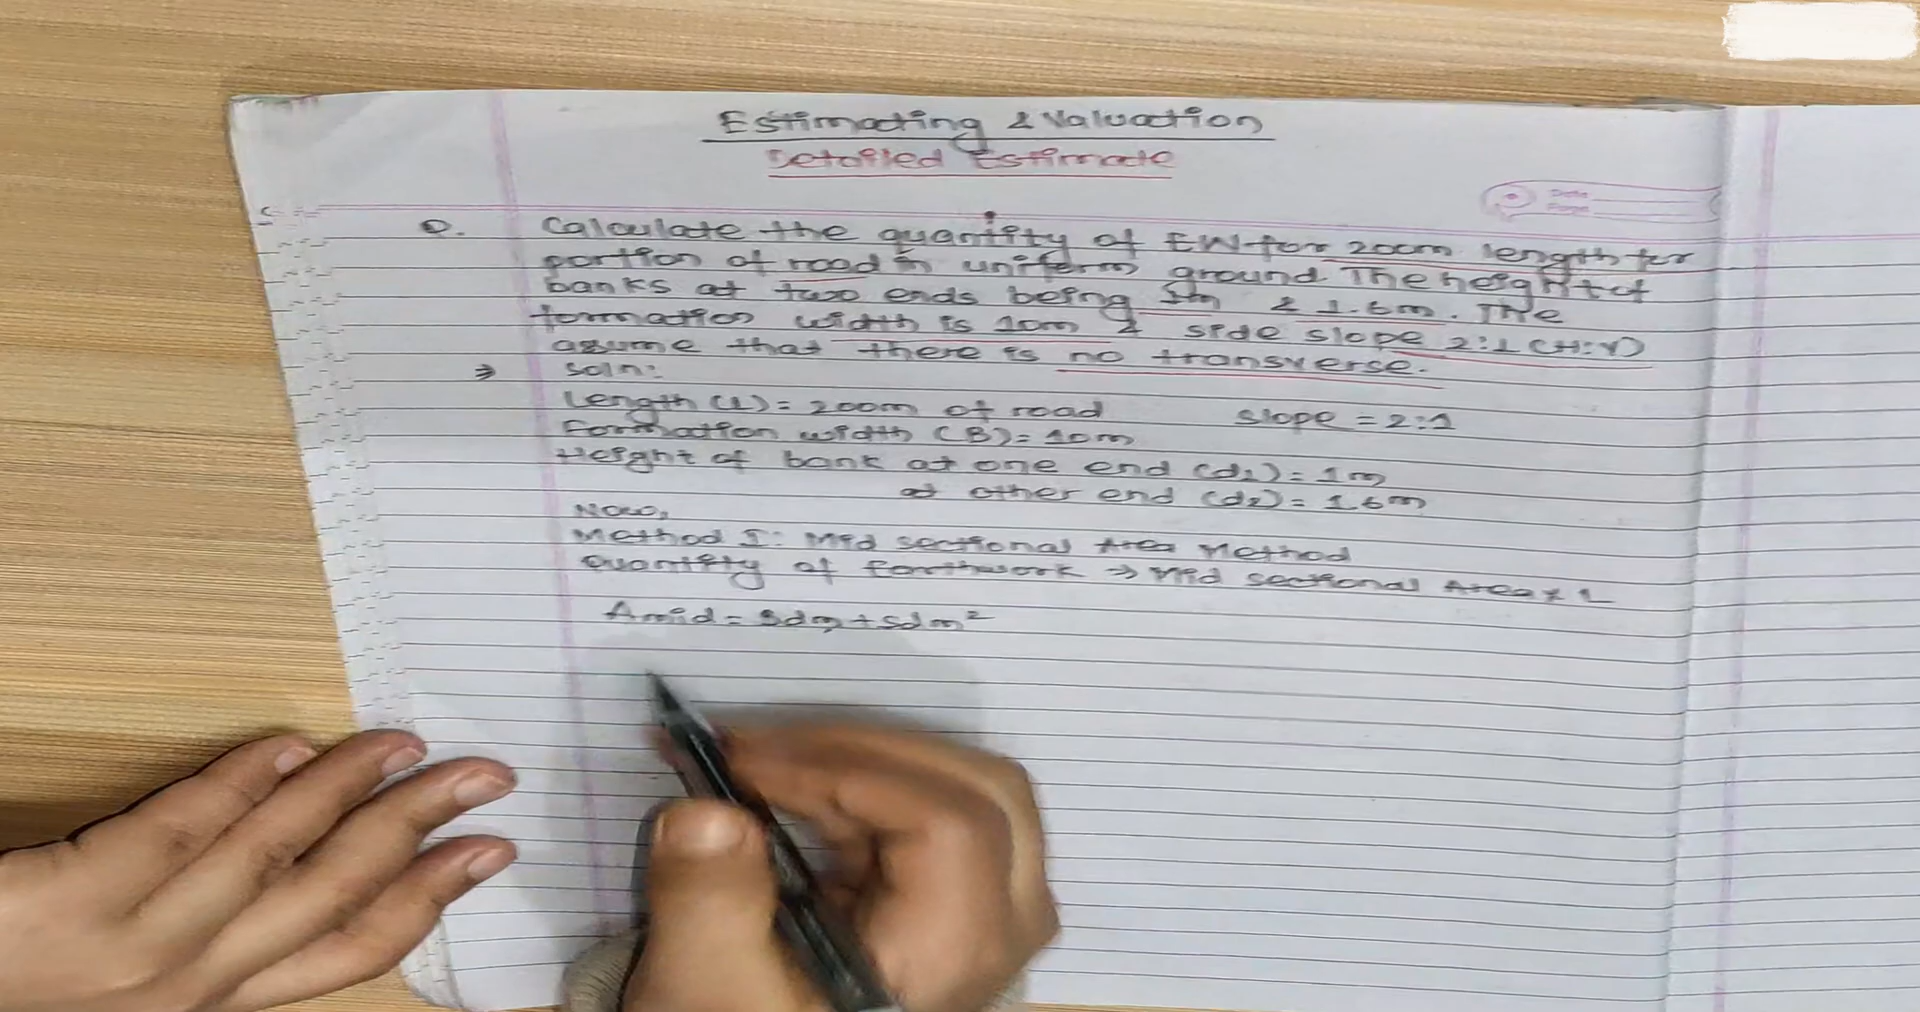 Estimating & Valuation
Detailed Estimate
Date
Page
Q. Calculate the quantity of EW for 200m length for
portion of road in uniform ground. The height of
banks at two ends being 1m & 1.6m. The
formation width is 10m & side slope 2:1 (H:V)
assume that there is no transverse.
⇒ Soln:
Length (L) = 200m of road slope = 2:1
Formation width (B) = 10m
Height of bank at one end (d1) = 1m
at other end (d2) = 1.6m
Now,
Method I: Mid sectional Area Method
Quantity of Earthwork → Mid sectional Area x L
Amid = Bdm + Sdm²